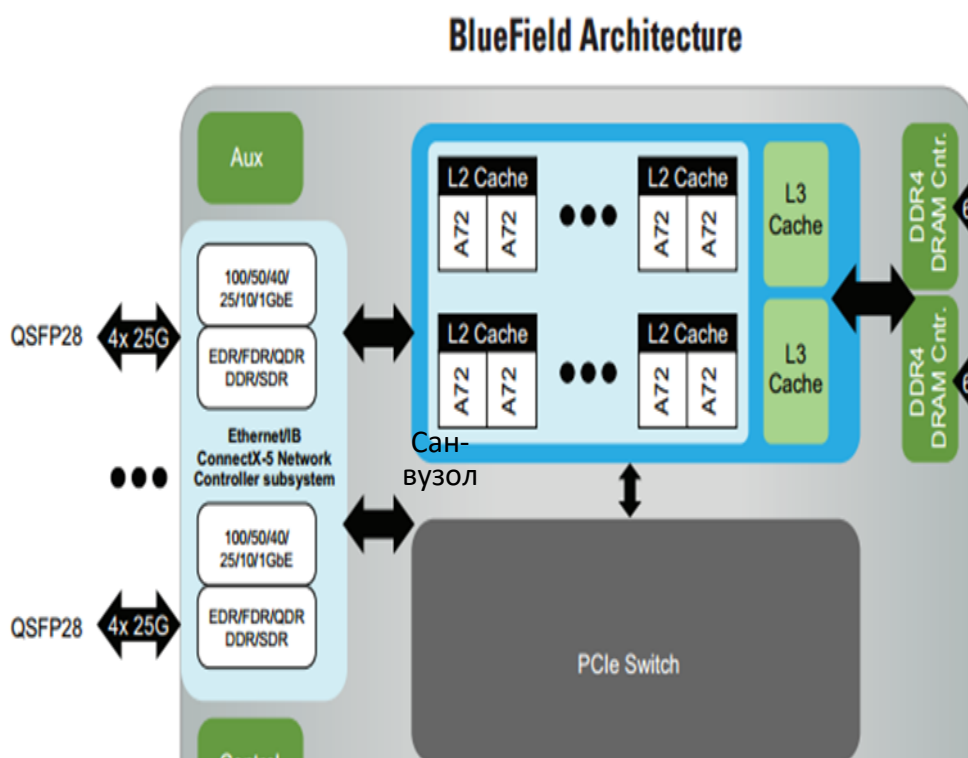 BlueField Architecture
Aux
L2 Cache
A72 A72
L2 Cache
A72 A72
L3
Cache
DDR4
DRAM Cntr.
100/50/40/
25/10/1GbE
QSFP28
4x 25G
EDR/FDR/QDR
DDR/SDR
L2 Cache
A72 A72
L2 Cache
A72 A72
L3
Cache
DDR4
DRAM Cntr.
Ethernet/IB
ConnectX-5 Network
Controller subsystem
Сан-
вузол
100/50/40/
25/10/1GbE
QSFP28
4x 25G
EDR/FDR/QDR
DDR/SDR
PCIe Switch